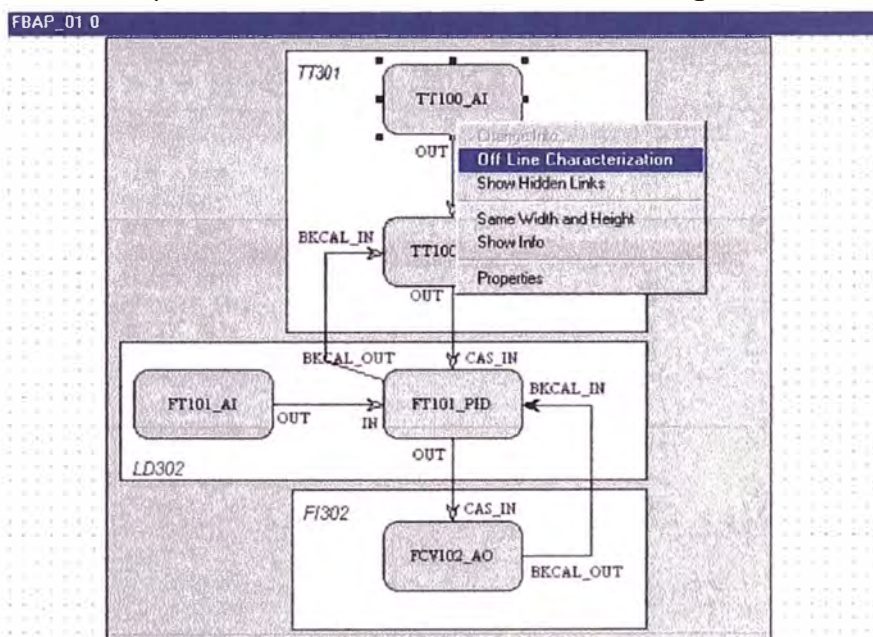 FBAP_01 0
TT301
TT100_AI
OUT
Off Line Characterization
Show Hidden Links
Same Width and Height
Show Info
Properties
BKCAL_IN
TT100
OUT
BKCAL_OUT
CAS_IN
FT101_AI
OUT
IN
FT101_PID
BKCAL_IN
OUT
LD302
FI302
CAS_IN
FCV102_AO
BKCAL_OUT